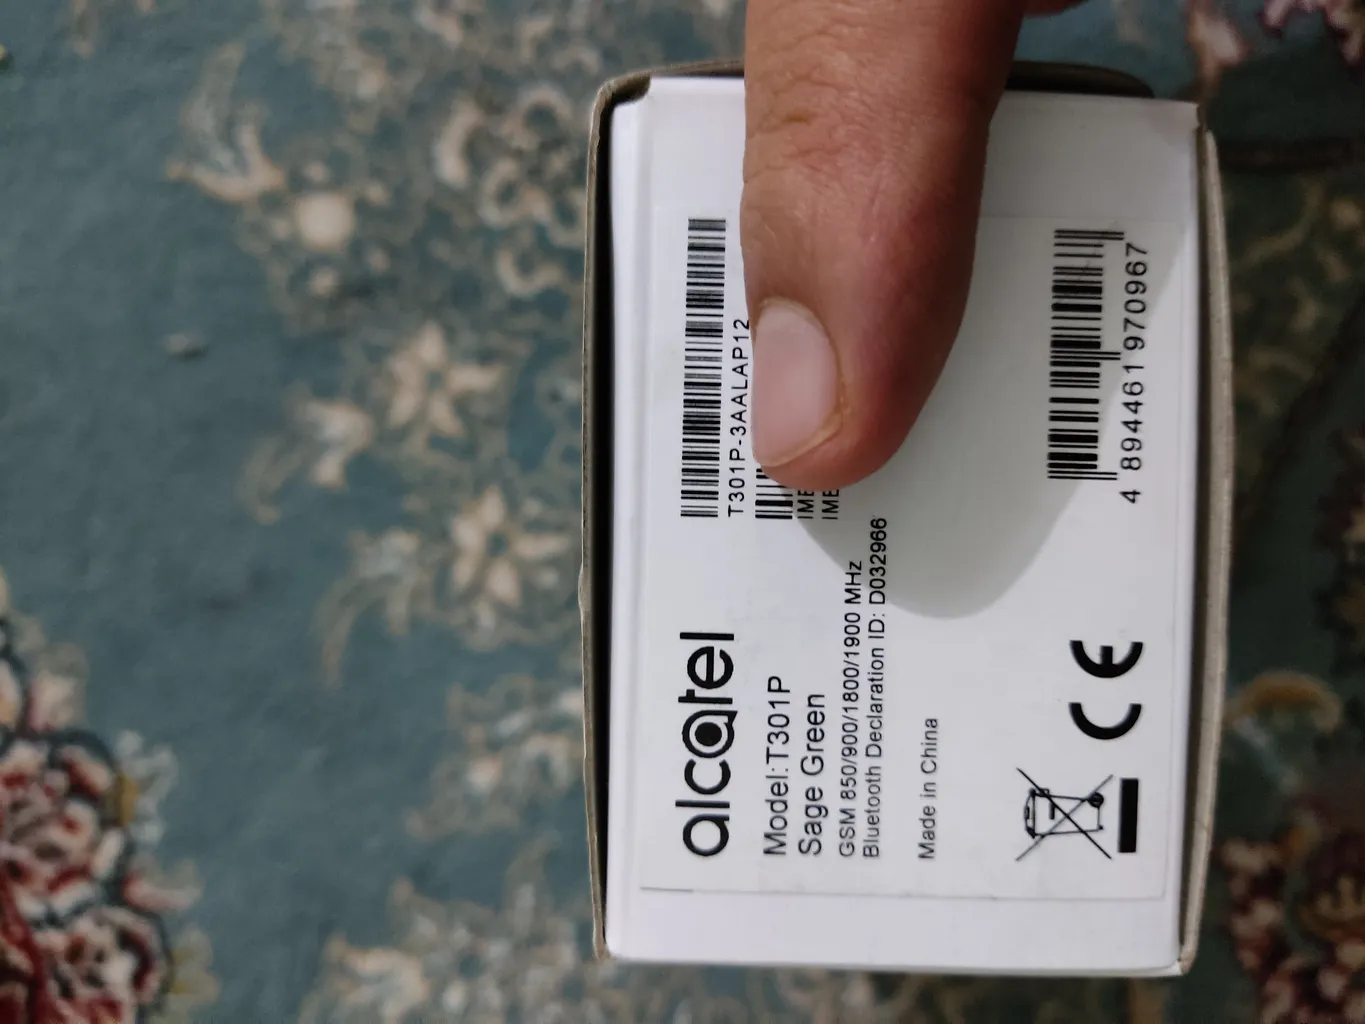 alcatel
Model:T301P
Sage Green
GSM 850/900/1800/1900 MHz
Bluetooth Declaration ID: D032966
Made in China
T301P-3AALAP12
4 894461 970967
CE